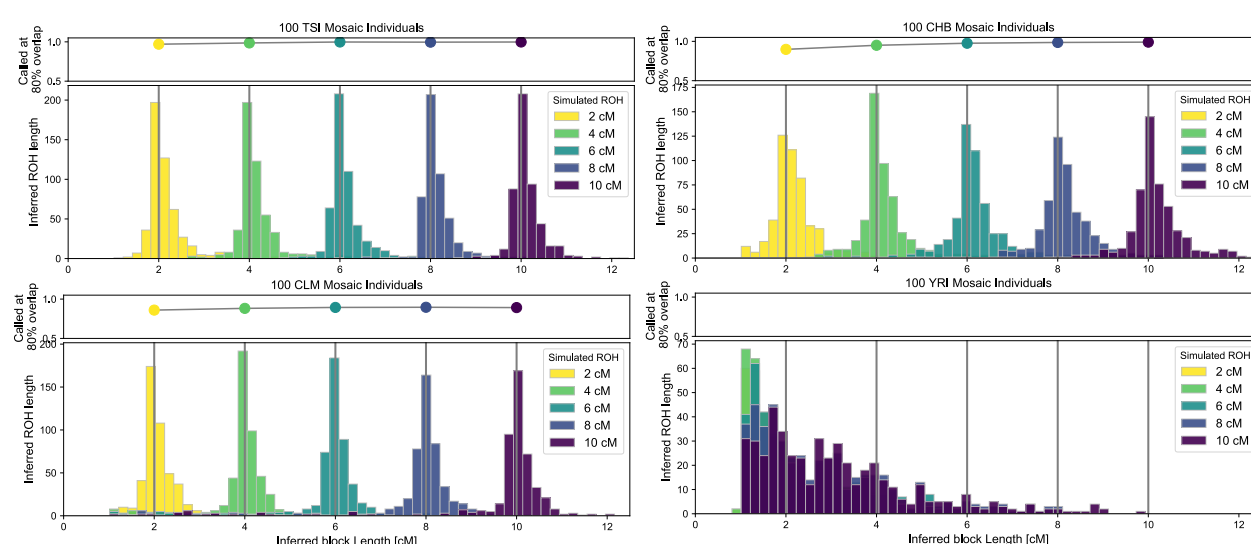 100 TSI Mosaic Individuals
Called at
80% overlap
1.0
0.5
Inferred ROH length
200
150
100
50
0
Simulated ROH
2 cM
4 cM
6 cM
8 cM
10 cM
0 2 4 6 8 10
100 CHB Mosaic Individuals
Called at
80% overlap
1.0
0.5
Inferred ROH length
175
150
125
100
75
50
25
0
Simulated ROH
2 cM
4 cM
6 cM
8 cM
10 cM
0 2 4 6 8 10 12
100 CLM Mosaic Individuals
Called at
80% overlap
1.0
0.5
Inferred ROH length
200
150
100
50
0
Simulated ROH
2 cM
4 cM
6 cM
8 cM
10 cM
0 2 4 6 8 10 12
Inferred block Length [cM]
100 YRI Mosaic Individuals
Called at
80% overlap
1.0
0.5
Inferred ROH length
70
60
50
40
30
20
10
0
Simulated ROH
2 cM
4 cM
6 cM
8 cM
10 cM
0 2 4 6 8 10 12
Inferred block Length [cM]